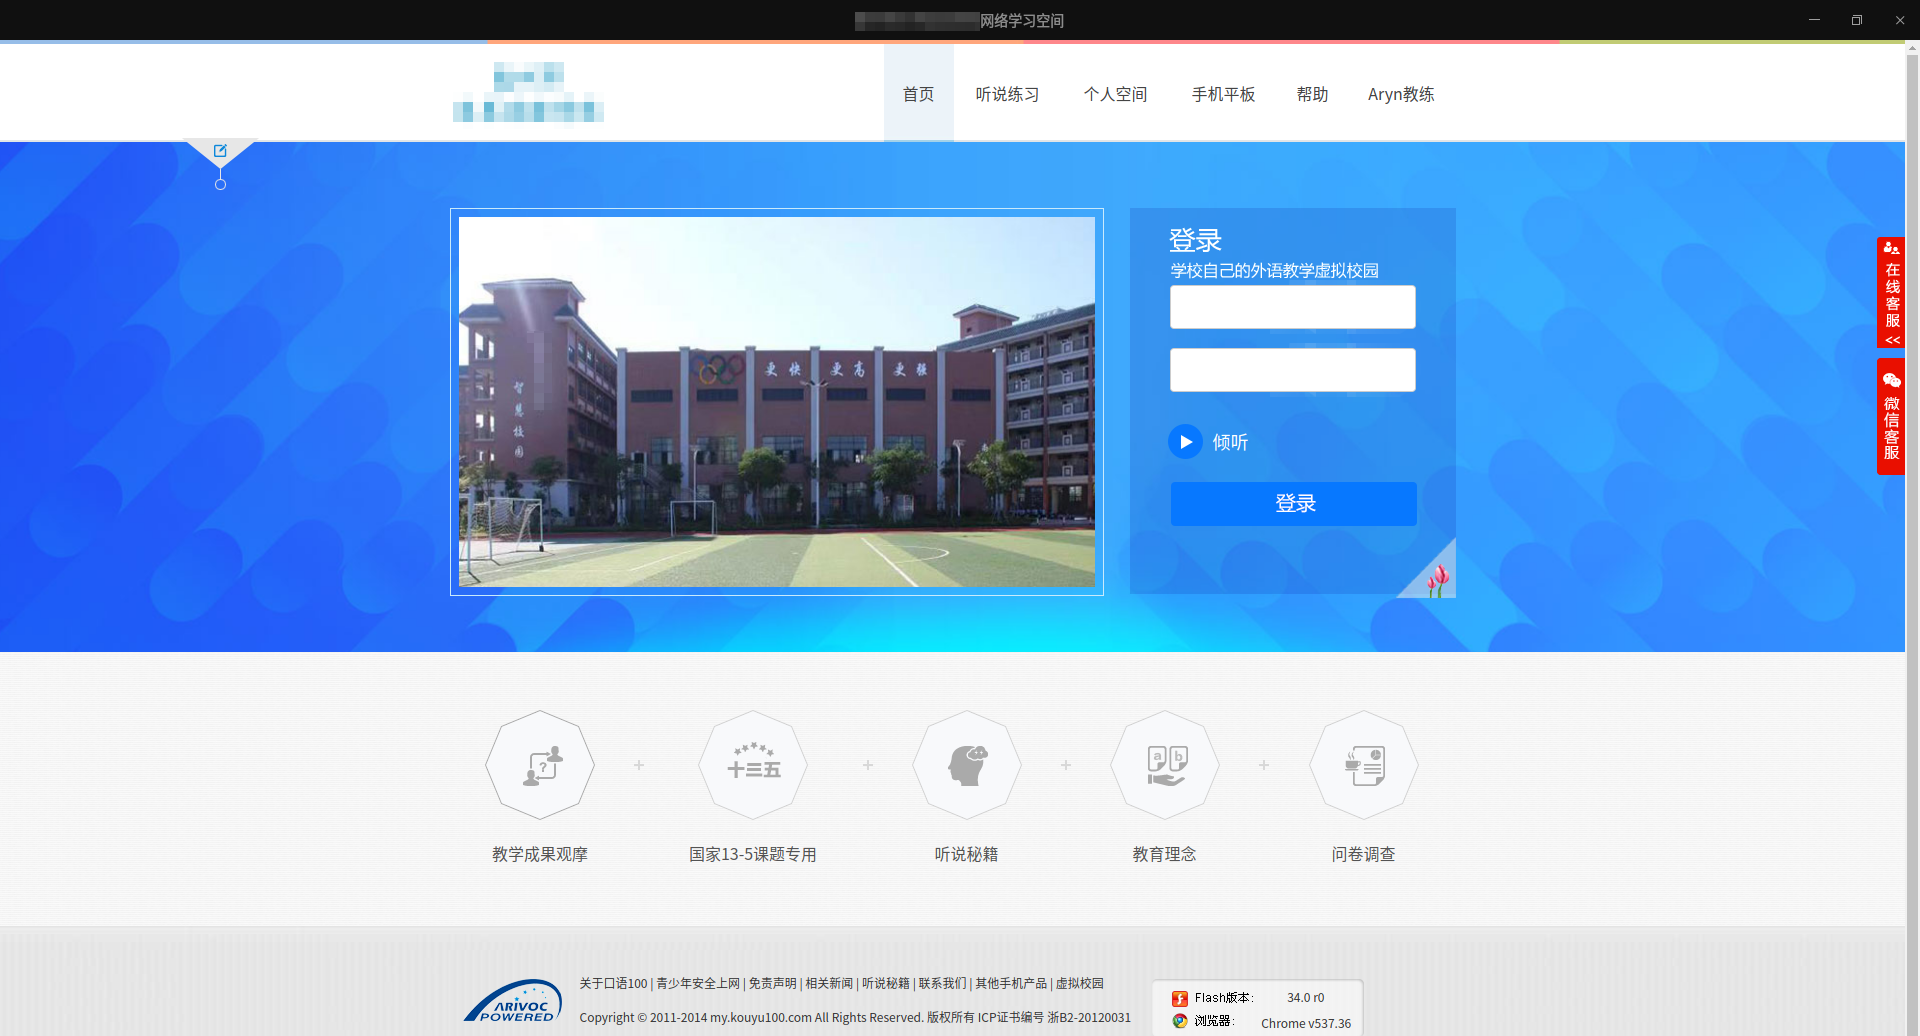 网络学习空间
首页 听说练习 个人空间 手机平板 帮助 Aryn教练
更快 更高 更强
智慧校园
登录
学校自己的外语教学虚拟校园
倾听
登录
在线客服
<<
微信客服
?
十三五
a b
教学成果观摩
国家13-5课题专用
听说秘籍
教育理念
问卷调查
ARIVOC
POWERED
关于口语100 | 青少年安全上网 | 免责声明 | 相关新闻 | 听说秘籍 | 联系我们 | 其他手机产品 | 虚拟校园
Copyright © 2011-2014 my.kouyu100.com All Rights Reserved. 版权所有 ICP证书编号 浙B2-20120031
Flash版本: 34.0 r0
浏览器: Chrome v537.36